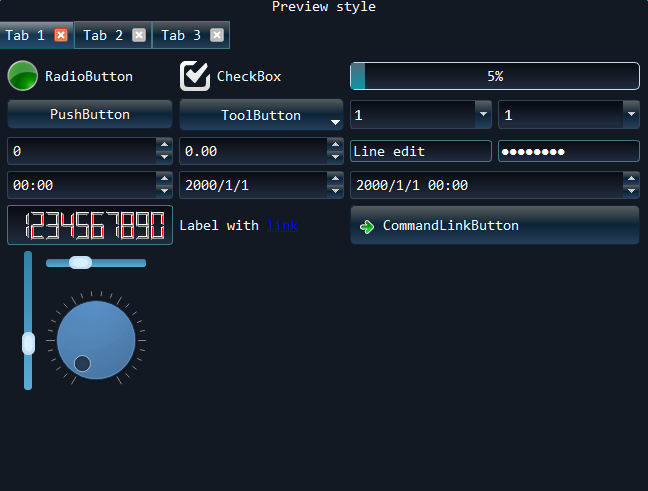 Preview style
Tab 1 Tab 2 Tab 3
RadioButton CheckBox 5%
PushButton ToolButton 1 1
0 0.00 Line edit ●●●●●●●●
00:00 2000/1/1 2000/1/1 00:00
1234567890 Label with link CommandLinkButton